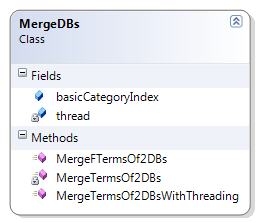 MergeDBs
Class
Fields
basicCategoryIndex
thread
Methods
MergeFTermsOf2DBs
MergeTermsOf2DBs
MergeTermsOf2DBsWithThreading